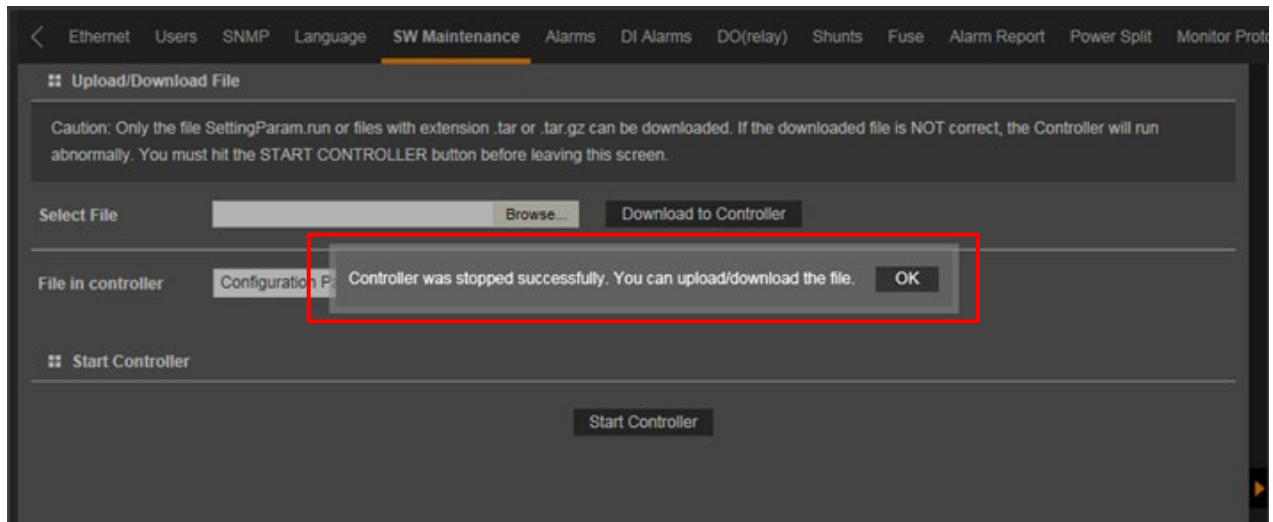 Ethernet Users SNMP Language SW Maintenance Alarms DI Alarms DO(relay) Shunts Fuse Alarm Report Power Split Monitor Proto
Upload/Download File
Caution: Only the file SettingParam.run or files with extension .tar or .tar.gz can be downloaded. If the downloaded file is NOT correct, the Controller will run
abnormally. You must hit the START CONTROLLER button before leaving this screen.
Select File Browse... Download to Controller
File in controller Configuration P Controller was stopped successfully. You can upload/download the file. OK
Start Controller
Start Controller